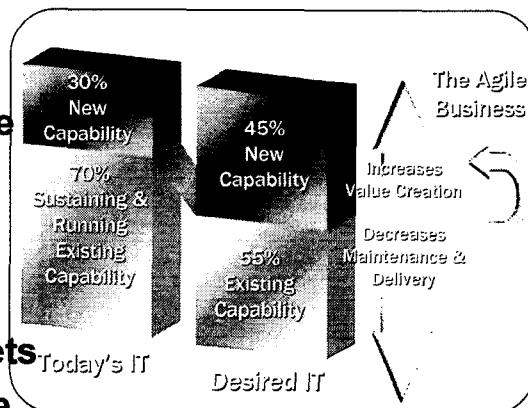 30%
New
Capability
70%
Sustaining &
Running
Existing
Capability
Today's IT
45%
New
Capability
55%
Existing
Capability
Desired IT
The Agile
Business
Increases
Value Creation
Decreases
Maintenance &
Delivery
e
ets
e